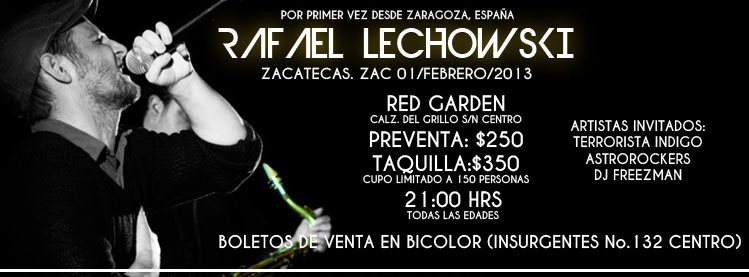 POR PRIMER VEZ DESDE ZARAGOZA, ESPAÑA
RAFAEL LECHOWSKI
ZACATECAS. ZAC 01/FEBRERO/2013
RED GARDEN
CALZ. DEL GRILLO S/N CENTRO
PREVENTA: $250
TAQUILLA:$350
CUPO LIMITADO A 150 PERSONAS
21:00 HRS
TODAS LAS EDADES
ARTISTAS INVITADOS:
TERRORISTA INDIGO
ASTROROCKERS
DJ FREEZMAN
BOLETOS DE VENTA EN BICOLOR (INSURGENTES No.132 CENTRO)